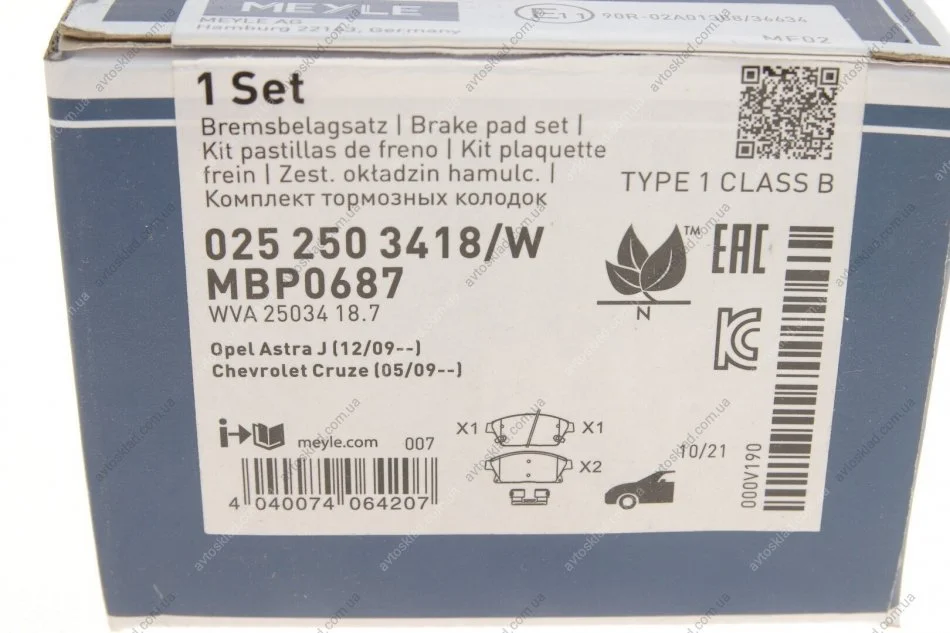 MEYLE
MEYLE AG
Hamburg 22143, Germany
E11 90R-02A01388/36634
MF02
1 Set
Bremsbelagsatz | Brake pad set |
Kit pastillas de freno | Kit plaquette
frein | Zest. okładzin hamulc. |
Комплект тормозных колодок
TYPE 1 CLASS B
025 250 3418/W
MBP0687
WVA 25034 18.7
TM
EAC
N
Opel Astra J (12/09--)
Chevrolet Cruze (05/09--)
meyle.com 007
X1 X1
X2
10/21
000V190
4 040074 064207
avtosklad.com.ua